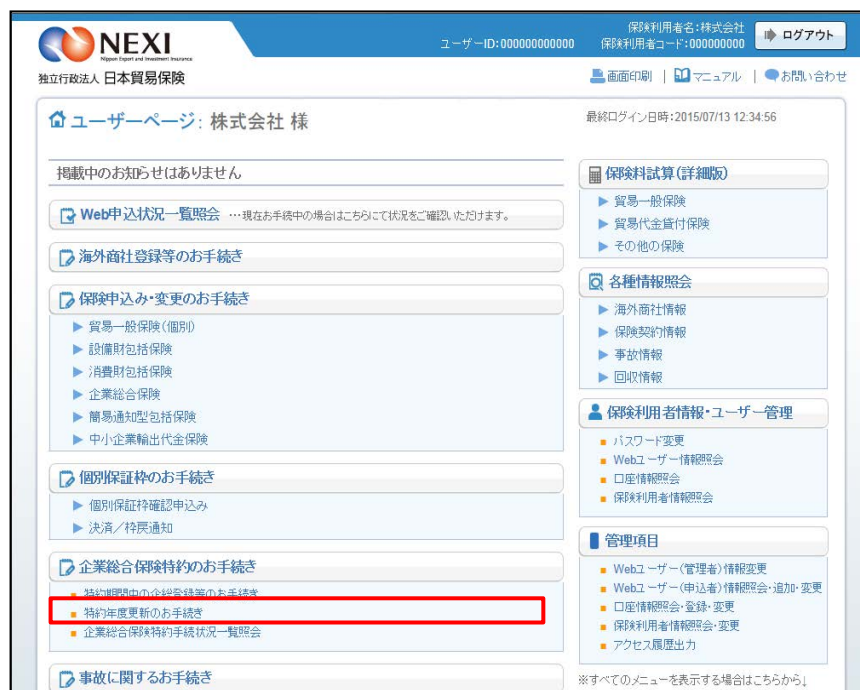 NEXI
Nippon Export and Investment Insurance
独立行政法人 日本貿易保険
ユーザーID:000000000000
保険利用者名:株式会社
保険利用者コード:000000000
ログアウト
画面印刷 | マニュアル | お問い合わせ
ユーザーページ: 株式会社 様
最終ログイン日時:2015/07/13 12:34:56
掲載中のお知らせはありません
Web申込状況一覧照会 …現在お手続中の場合はこちらにて状況をご確認いただけます。
海外商社登録等のお手続き
保険申込み・変更のお手続き
貿易一般保険(個別)
設備財包括保険
消費財包括保険
企業総合保険
簡易通知型包括保険
中小企業輸出代金保険
個別保証枠のお手続き
個別保証枠確認申込み
決済/枠戻通知
企業総合保険特約のお手続き
特約期間中の企総登録等のお手続き
特約年度更新のお手続き
企業総合保険特約手続状況一覧照会
事故に関するお手続き
保険料試算(詳細版)
貿易一般保険
貿易代金貸付保険
その他の保険
各種情報照会
海外商社情報
保険契約情報
事故情報
回収情報
保険利用者情報・ユーザー管理
パスワード変更
Webユーザー情報照会
口座情報照会
保険利用者情報照会
管理項目
Webユーザー(管理者)情報変更
Webユーザー(申込者)情報照会・追加・変更
口座情報照会・登録・変更
保険利用者情報照会・変更
アクセス履歴出力
※すべてのメニューを表示する場合はこちらから↓